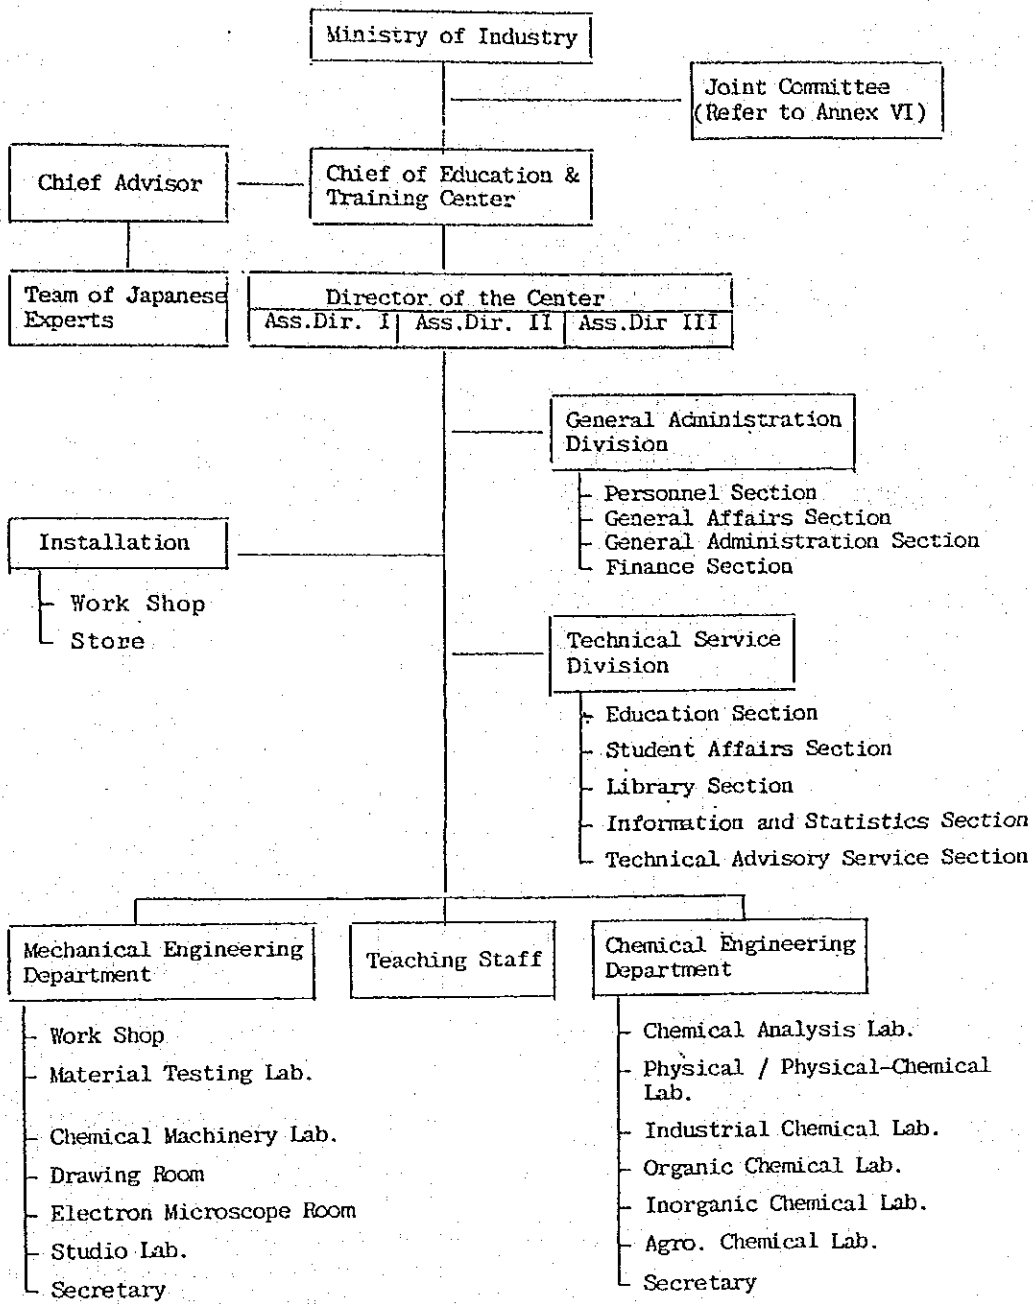 Ministry of Industry
Joint Committee
(Refer to Annex VI)
Chief Advisor
Chief of Education &
Training Center
Team of Japanese
Experts
Director of the Center
Ass.Dir. I
Ass.Dir. II
Ass.Dir III
General Administration
Division
Personnel Section
General Affairs Section
General Administration Section
Finance Section
Installation
Work Shop
Store
Technical Service
Division
Education Section
Student Affairs Section
Library Section
Information and Statistics Section
Technical Advisory Service Section
Mechanical Engineering
Department
Work Shop
Material Testing Lab.
Chemical Machinery Lab.
Drawing Room
Electron Microscope Room
Studio Lab.
Secretary
Teaching Staff
Chemical Engineering
Department
Chemical Analysis Lab.
Physical / Physical-Chemical
Lab.
Industrial Chemical Lab.
Organic Chemical Lab.
Inorganic Chemical Lab.
Agro. Chemical Lab.
Secretary